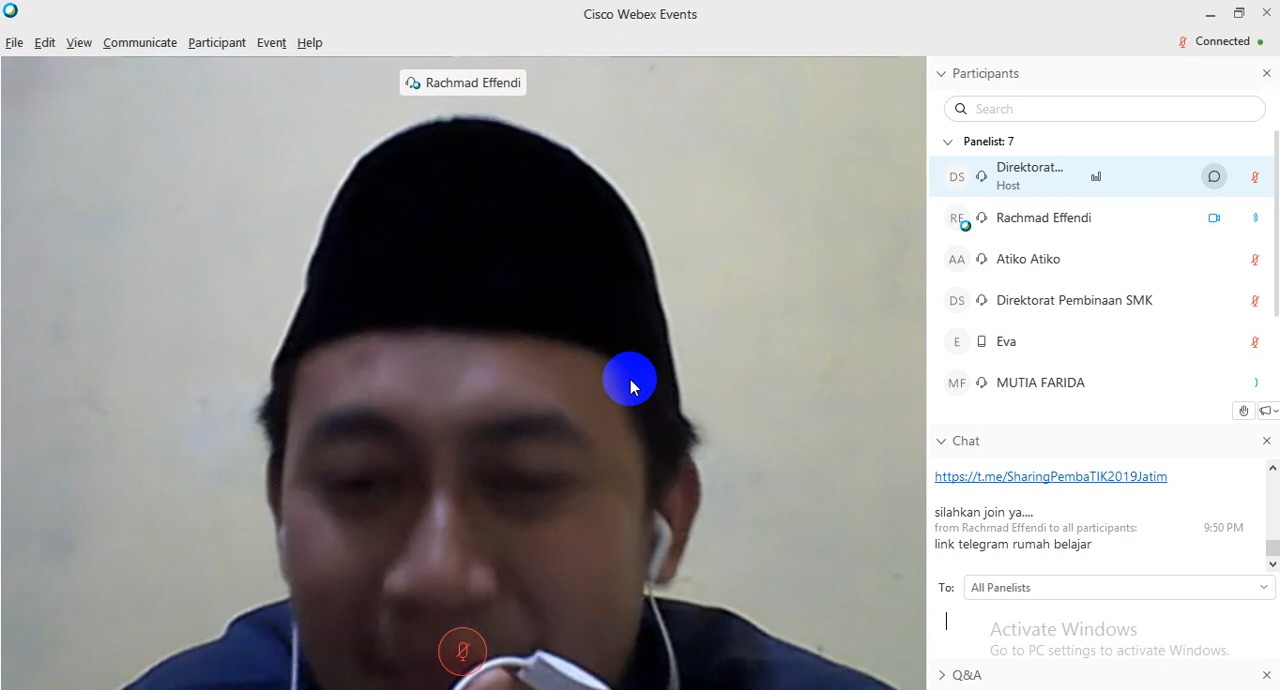 Cisco Webex Events
File Edit View Communicate Participant Event Help
Connected
Rachmad Effendi
Participants
Search
Panelist: 7
DS Direktorat...
Host
RE Rachmad Effendi
AA Atiko Atiko
DS Direktorat Pembinaan SMK
E Eva
MF MUTIA FARIDA
Chat
https://t.me/SharingPembaTIK2019Jatim
silahkan join ya....
from Rachmad Effendi to all participants: 9:50 PM
link telegram rumah belajar
To: All Panelists
Activate Windows
Go to PC settings to activate Windows.
Q&A